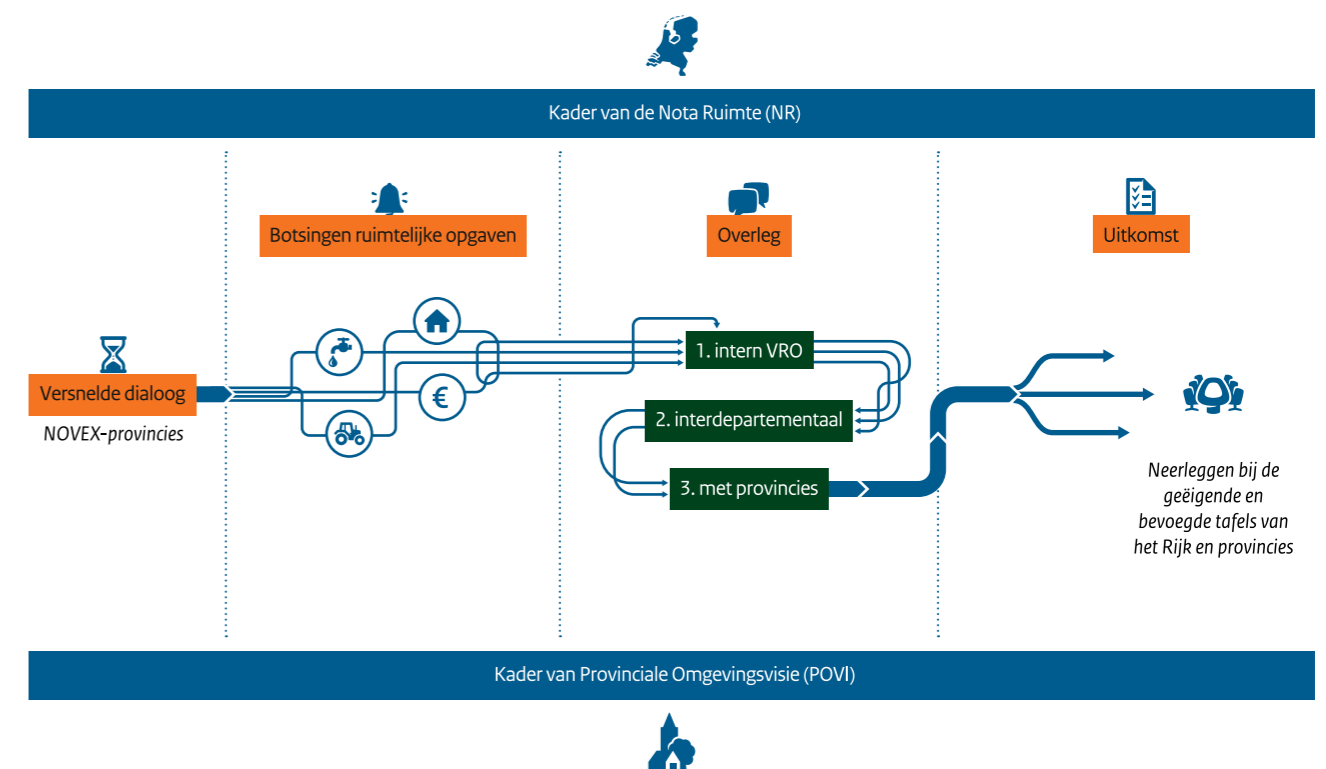 Kader van de Nota Ruimte (NR)
Botsingen ruimtelijke opgaven
Overleg
Uitkomst
Versnelde dialoog
NOVEX-provincies
€
1. intern VRO
2. interdepartementaal
3. met provincies
Neerleggen bij de
geëigende en
bevoegde tafels van
het Rijk en provincies
Kader van Provinciale Omgevingsvisie (POVI)